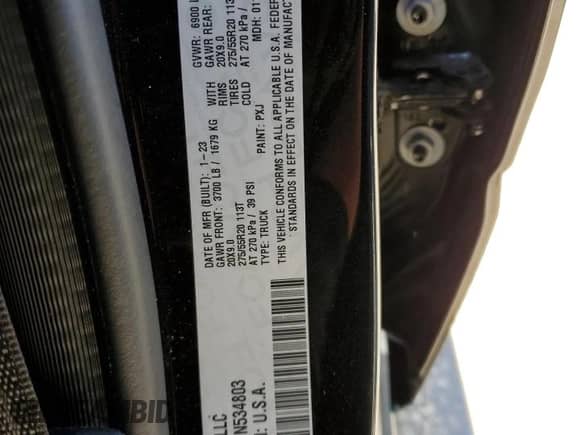 LLC
N534803
: U.S.A.
DATE OF MFR (BUILT): 1-23
GVWR: 6900
GAWR FRONT: 3700 LB / 1679 KG WITH GAWR REAR:
20X9.0 RIMS 20X9.0
275/55R20 113T TIRES 275/55R20 113
AT 270 kPa / 39 PSI COLD AT 270 kPa /
TYPE: TRUCK PAINT: PXJ MDH: 01
THIS VEHICLE CONFORMS TO ALL APPLICABLE U.S.A. FEDER
STANDARDS IN EFFECT ON THE DATE OF MANUFAC